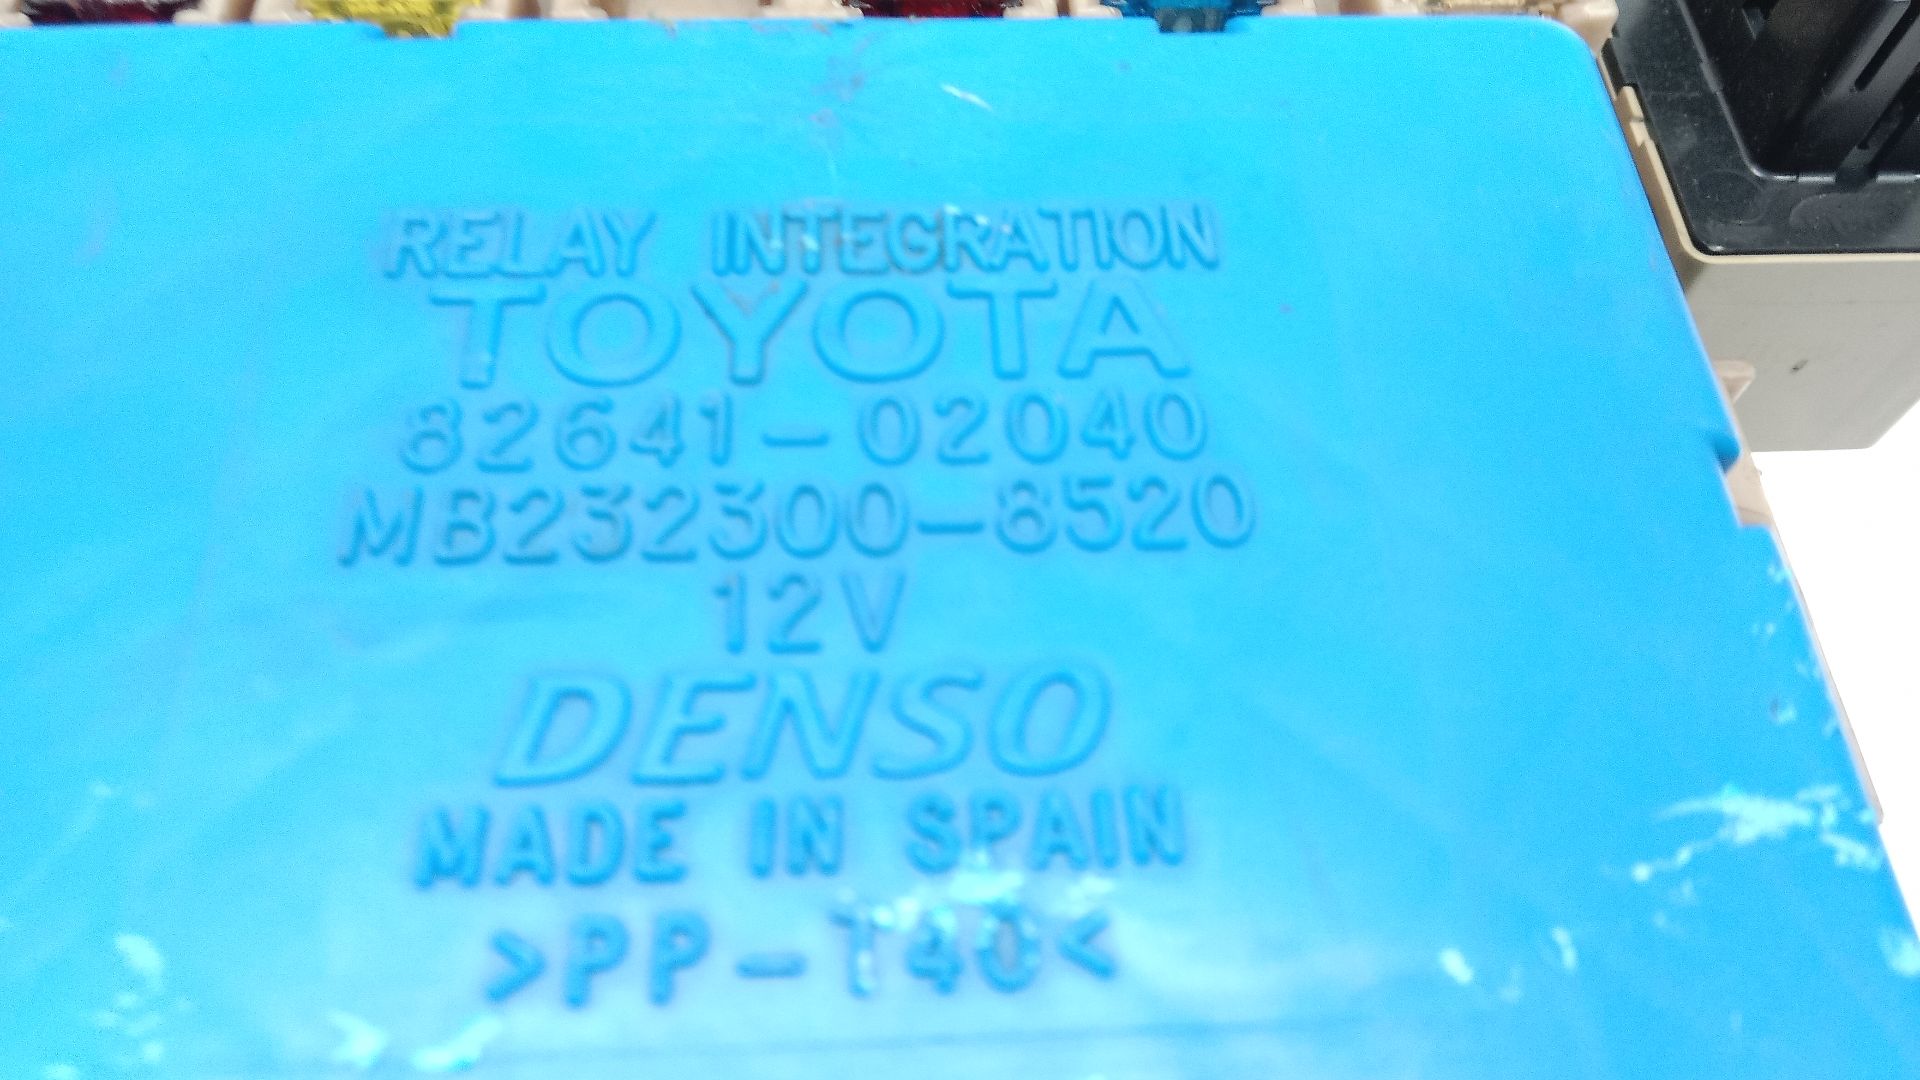 RELAY INTEGRATION
TOYOTA
82641-02040
MB232300-8520
12V
DENSO
MADE IN SPAIN
>PP-T40<